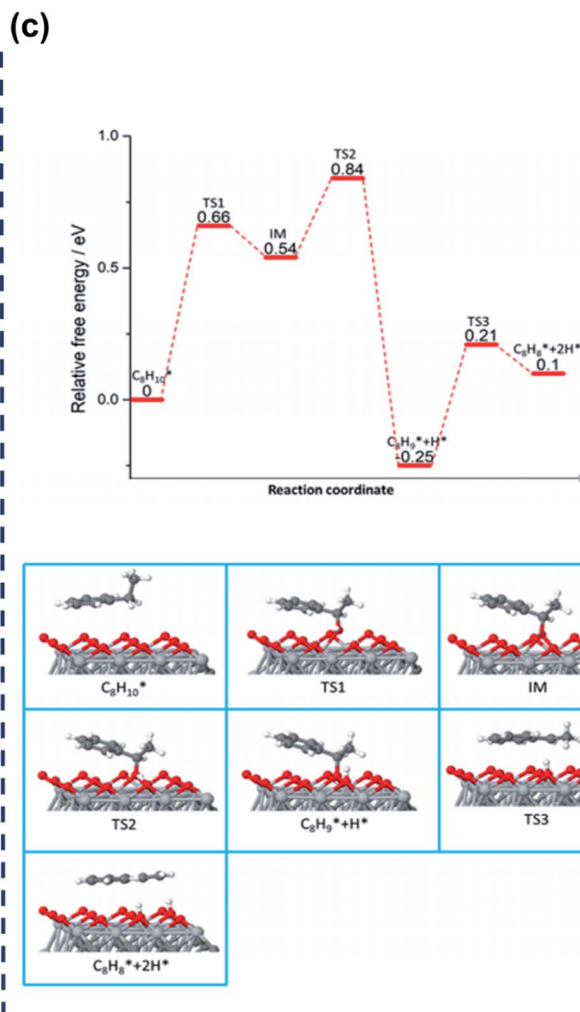 (c)
Relative free energy / eV
1.0
0.5
0.0
C₈H₁₀*
0
TS1
0.66
IM
0.54
TS2
0.84
C₈H₉*+H*
-0.25
TS3
0.21
C₈H₈*+2H*
0.1
Reaction coordinate
C₈H₁₀*
TS1
IM
TS2
C₈H₉*+H*
TS3
C₈H₈*+2H*